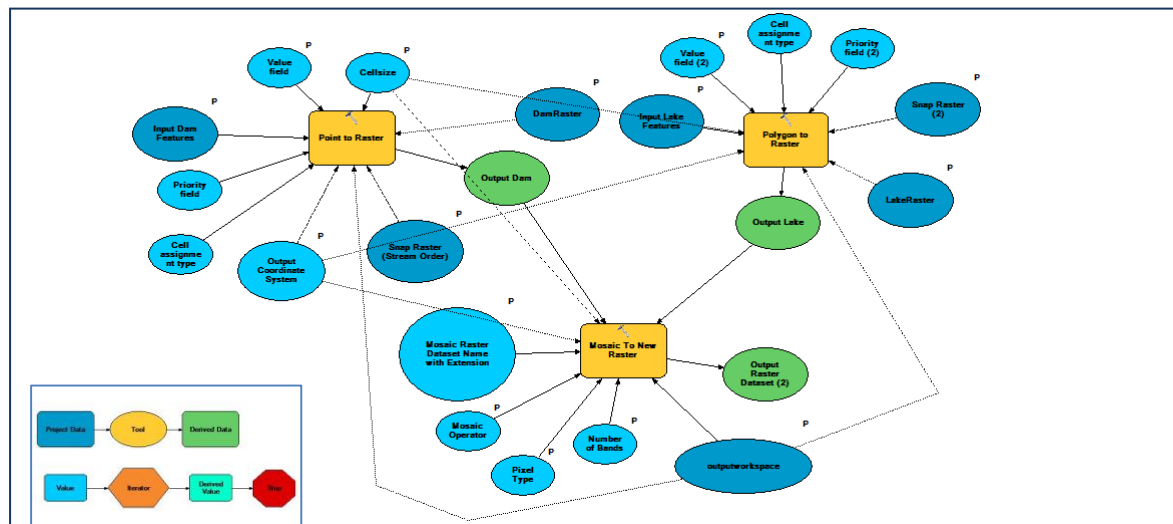 P
Value
field
P
Cellsize
P
Input Dam
Features
Point to Raster
P
DamRaster
Priority
field
Cell
assignme
nt type
P
Output
Coordinate
System
P
Snap Raster
(Stream Order)
Output Dam
P
Value
field (2)
Cell
assignme
nt type
P
Priority
field (2)
P
Input Lake
Features
Polygon to
Raster
P
Snap Raster
(2)
P
LakeRaster
Output Lake
P
Mosaic Raster
Dataset Name
with Extension
Mosaic To New
Raster
Output
Raster
Dataset (2)
P
Mosaic
Operator
P
Pixel
Type
P
Number
of Bands
P
outputworkspace
Project Data
Tool
Derived Data
Value
Iterator
Derived
Value
Stop